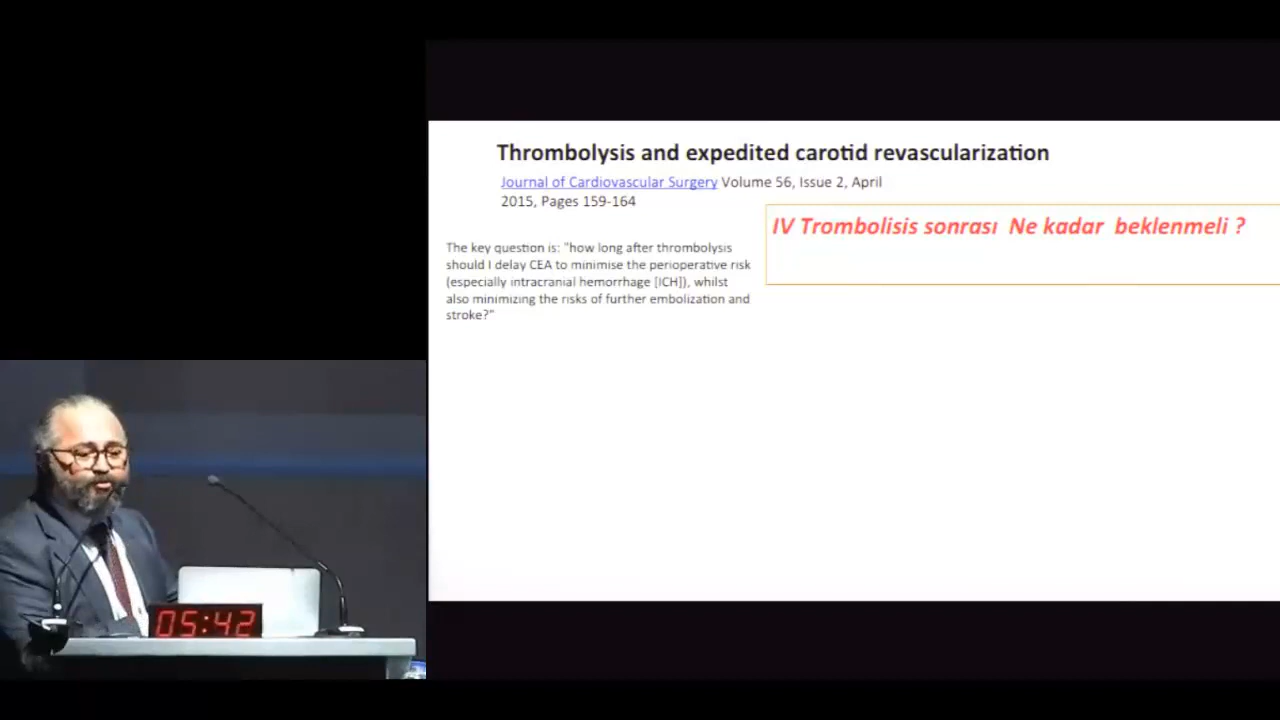 Thrombolysis and expedited carotid revascularization
Journal of Cardiovascular Surgery Volume 56, Issue 2, April
2015, Pages 159-164
IV Trombolisis sonrası Ne kadar beklenmeli ?
The key question is: "how long after thrombolysis
should I delay CEA to minimise the perioperative risk
(especially intracranial hemorrhage [ICH]), whilst
also minimizing the risks of further embolization and
stroke?"
05:42